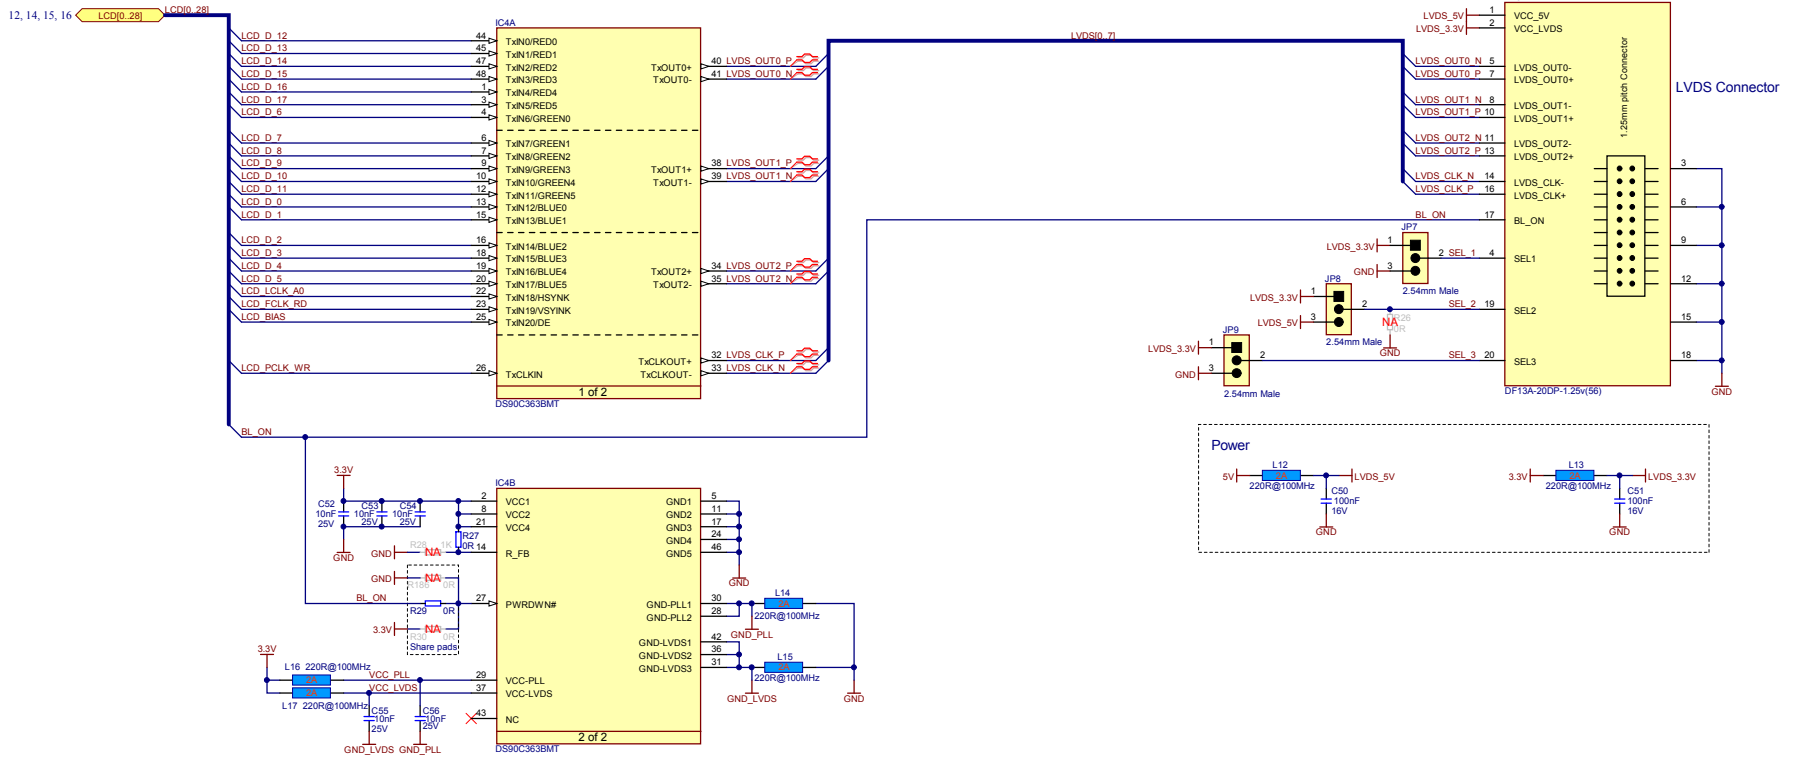 12, 14, 15, 16
LCD[0..28]
LCD[0..28]
IC4A
LCD_D_12 44 TxIN0/RED0
LCD_D_13 45 TxIN1/RED1
LCD_D_14 47 TxIN2/RED2
LCD_D_15 48 TxIN3/RED3
LCD_D_16 1 TxIN4/RED4
LCD_D_17 3 TxIN5/RED5
LCD_D_6 4 TxIN6/GREEN0
LCD_D_7 6 TxIN7/GREEN1
LCD_D_8 7 TxIN8/GREEN2
LCD_D_9 9 TxIN9/GREEN3
LCD_D_10 10 TxIN10/GREEN4
LCD_D_11 12 TxIN11/GREEN5
LCD_D_0 13 TxIN12/BLUE0
LCD_D_1 15 TxIN13/BLUE1
LCD_D_2 16 TxIN14/BLUE2
LCD_D_3 18 TxIN15/BLUE3
LCD_D_4 19 TxIN16/BLUE4
LCD_D_5 20 TxIN17/BLUE5
LCD_LCLK_A0 22 TxIN18/HSYNK
LCD_FCLK_RD 23 TxIN19/VSYINK
LCD_BIAS 25 TxIN20/DE
LCD_PCLK_WR 26 TxCLKIN
TxOUT0+ 40 LVDS_OUT0_P
TxOUT0- 41 LVDS_OUT0_N
TxOUT1+ 38 LVDS_OUT1_P
TxOUT1- 39 LVDS_OUT1_N
TxOUT2+ 34 LVDS_OUT2_P
TxOUT2- 35 LVDS_OUT2_N
TxCLKOUT+ 32 LVDS_CLK_P
TxCLKOUT- 33 LVDS_CLK_N
1 of 2
DS90C363BMT
BL_ON
LVDS[0..7]
LVDS_5V 1 VCC_5V
LVDS_3.3V 2 VCC_LVDS
LVDS_OUT0_N 5 LVDS_OUT0-
LVDS_OUT0_P 7 LVDS_OUT0+
LVDS_OUT1_N 8 LVDS_OUT1-
LVDS_OUT1_P 10 LVDS_OUT1+
LVDS_OUT2_N 11 LVDS_OUT2-
LVDS_OUT2_P 13 LVDS_OUT2+
LVDS_CLK_N 14 LVDS_CLK-
LVDS_CLK_P 16 LVDS_CLK+
BL_ON 17 BL_ON
1.25mm pitch Connector
LVDS Connector
3
6
9
12
15
18
GND
JP7
LVDS_3.3V 1
2 SEL_1 4 SEL1
GND 3
2.54mm Male
JP8
LVDS_3.3V 1
2 SEL_2 19 SEL2
LVDS_5V 3
2.54mm Male
R26
NA
0R
GND
JP9
LVDS_3.3V 1
2 SEL_3 20 SEL3
GND 3
2.54mm Male
DF13A-20DP-1.25v(56)
Power
5V L12 LVDS_5V
220R@100MHz
C50
100nF
16V
GND
3.3V L13 LVDS_3.3V
220R@100MHz
C51
100nF
16V
GND
IC4B
3.3V
C52
10nF
25V
C53
10nF
25V
C54
10nF
25V
GND
2 VCC1
8 VCC2
21 VCC4
R27
0R
GND R28 NA 1K 14 R_FB
GND NA
R186 0R
BL_ON 27 PWRDWN#
R29 0R
3.3V NA
R30 0R
Share pads
3.3V
L16 220R@100MHz
VCC_PLL 29 VCC-PLL
VCC_LVDS 37 VCC-LVDS
L17 220R@100MHz
C55
10nF
25V
C56
10nF
25V
GND_LVDS GND_PLL
43 NC
GND1 5
GND2 11
GND3 17
GND4 24
GND5 46
GND
GND-PLL1 30
GND-PLL2 28
L14
220R@100MHz
GND_PLL
GND-LVDS1 42
GND-LVDS2 36
GND-LVDS3 31
L15
220R@100MHz
GND_LVDS
GND
2 of 2
DS90C363BMT